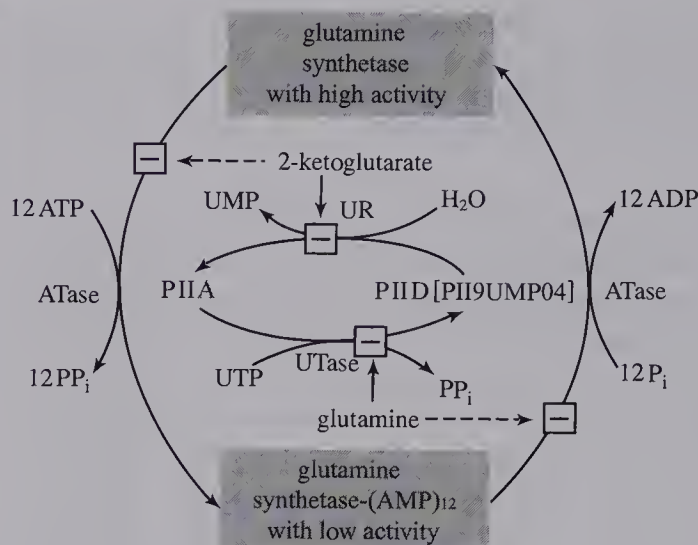 glutamine
synthetase
with high activity
2-ketoglutarate
UMP
UR
H₂O
12 ATP
12 ADP
ATase
PIIA
PIID [PII9UMP04]
ATase
UTP
UTase
PPᵢ
12 PPᵢ
12 Pᵢ
glutamine
glutamine
synthetase-(AMP)₁₂
with low activity